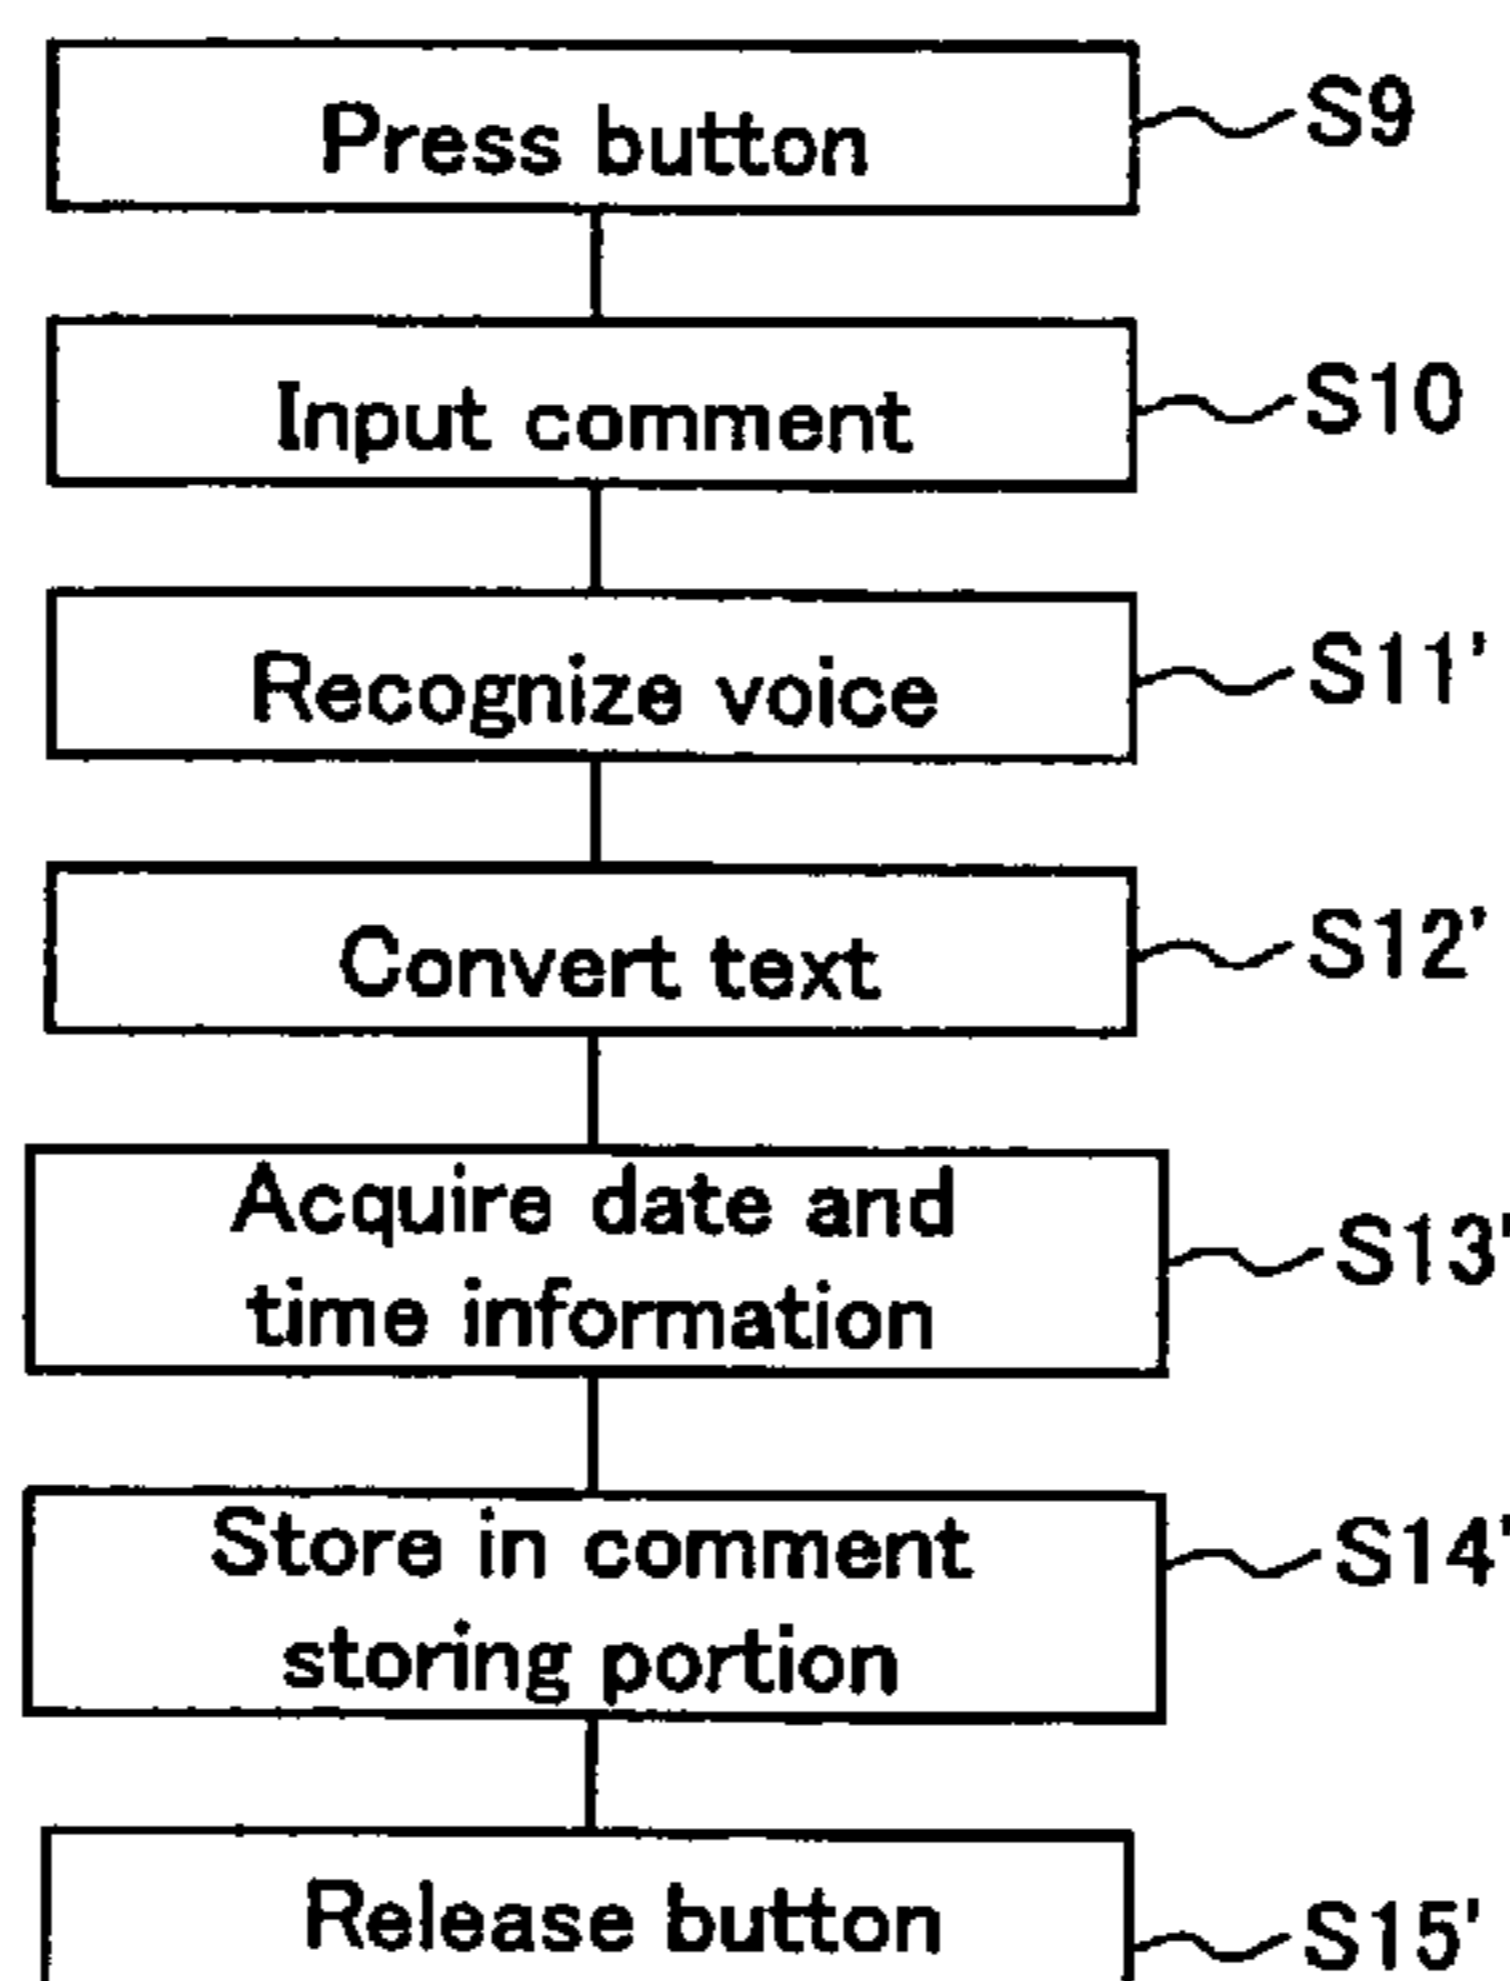 Press button S9
Input comment S10
Recognize voice S11'
Convert text S12'
Acquire date and
time information S13'
Store in comment
storing portion S14'
Release button S15'